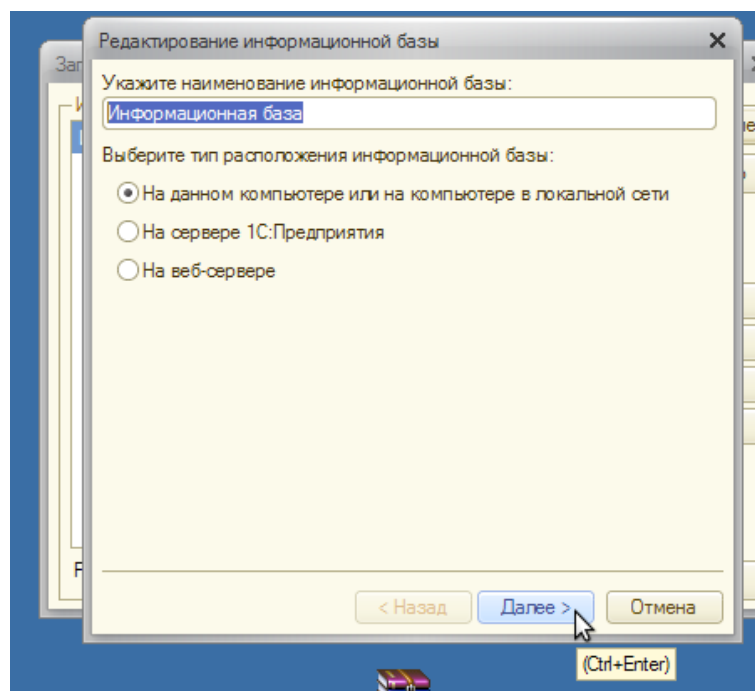 Редактирование информационной базы
Заг
Укажите наименование информационной базы:
Информационная база
Выберите тип расположения информационной базы:
На данном компьютере или на компьютере в локальной сети
На сервере 1С:Предприятия
На веб-сервере
< Назад Далее > Отмена
(Ctrl+Enter)